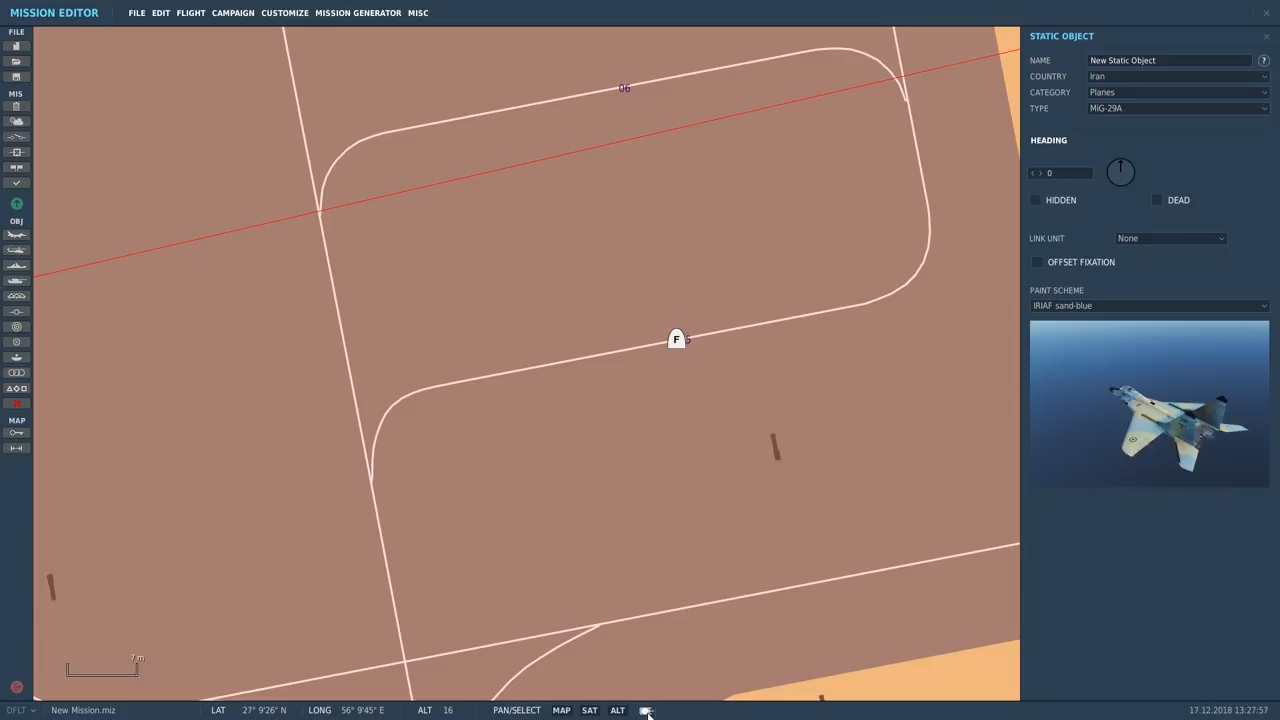 MISSION EDITOR FILE EDIT FLIGHT CAMPAIGN CUSTOMIZE MISSION GENERATOR MISC
FILE
MIS
OBJ
MAP
06
F 5
7 m
STATIC OBJECT
NAME New Static Object ?
COUNTRY Iran
CATEGORY Planes
TYPE MiG-29A
HEADING
0
HIDDEN DEAD
LINK UNIT None
OFFSET FIXATION
PAINT SCHEME
IRIAF sand-blue
DFLT New Mission.miz LAT 27° 9'26" N LONG 56° 9'45" E ALT 16 PAN/SELECT MAP SAT ALT 17.12.2018 13:27:57